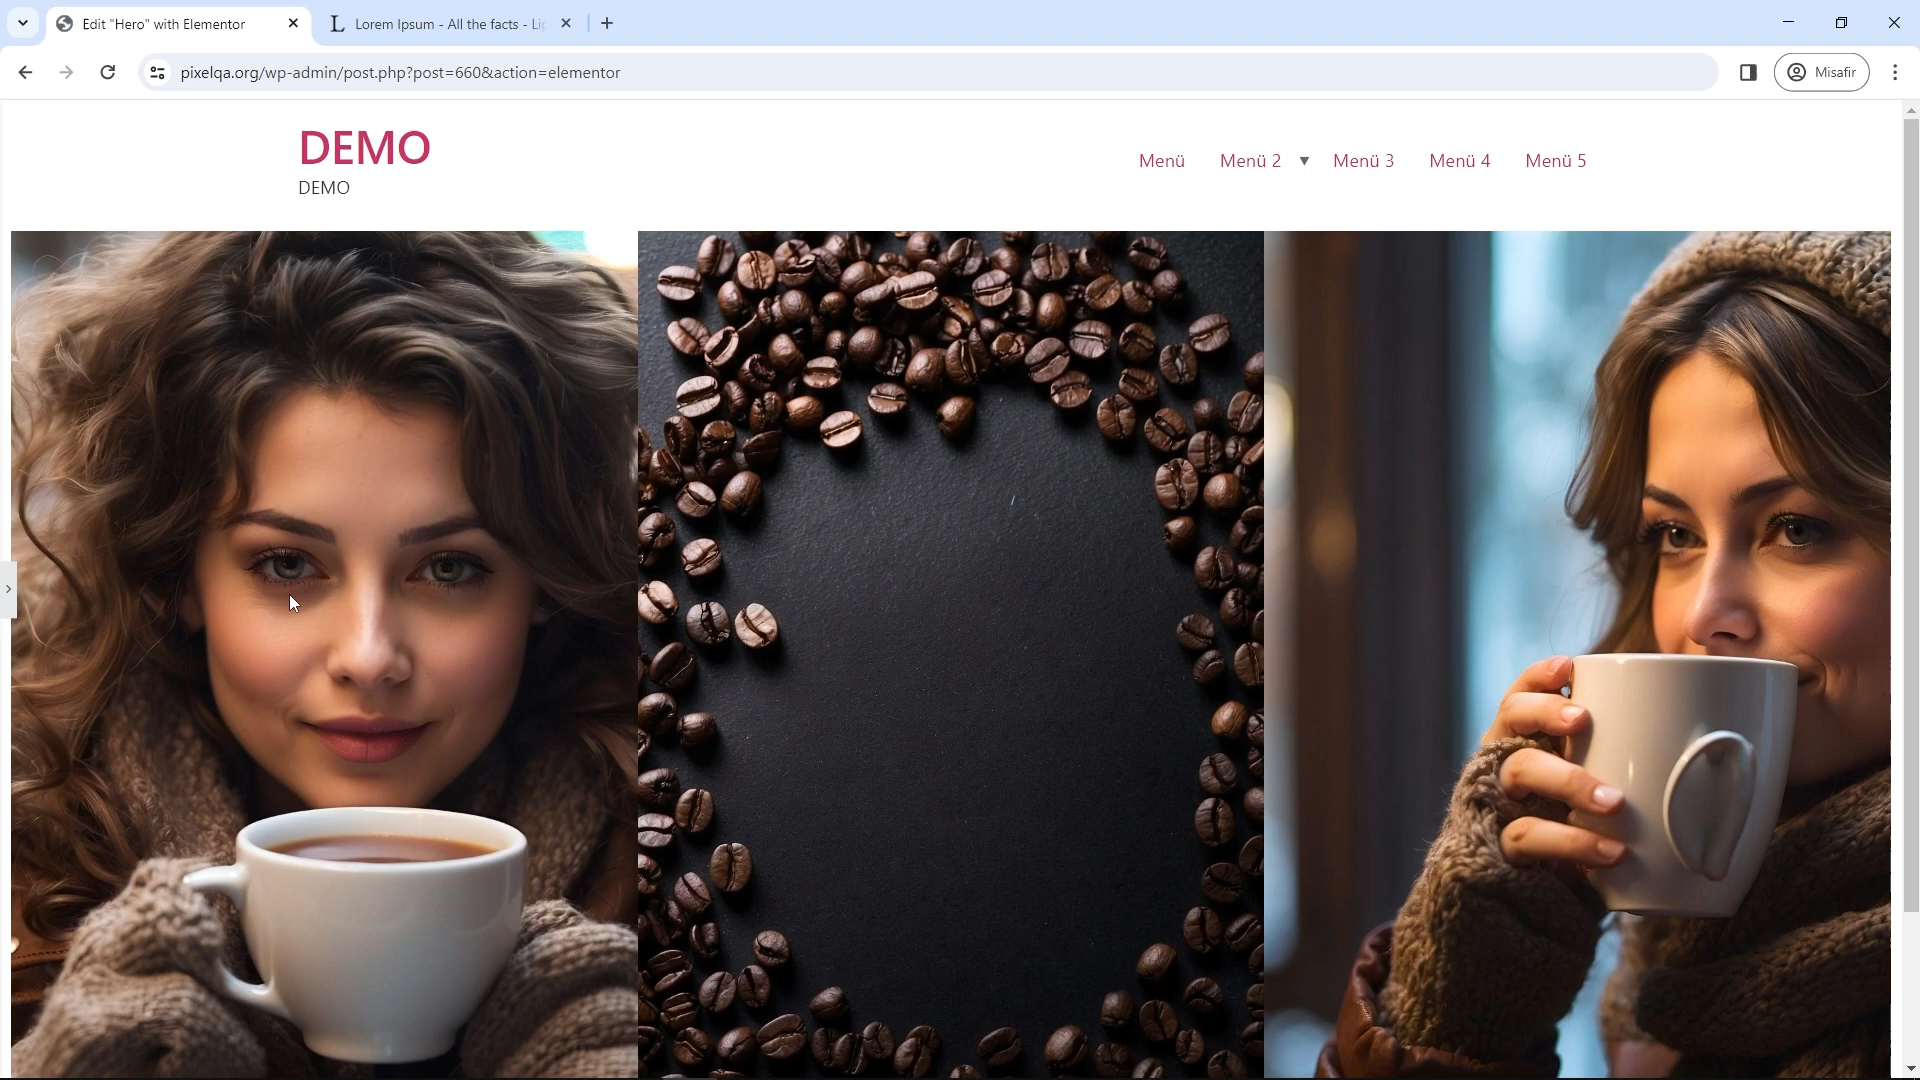 Edit "Hero" with Elementor
Lorem Ipsum - All the facts - Li
pixelqa.org/wp-admin/post.php?post=660&action=elementor
Misafir
DEMO
DEMO
Menü Menü 2 Menü 3 Menü 4 Menü 5